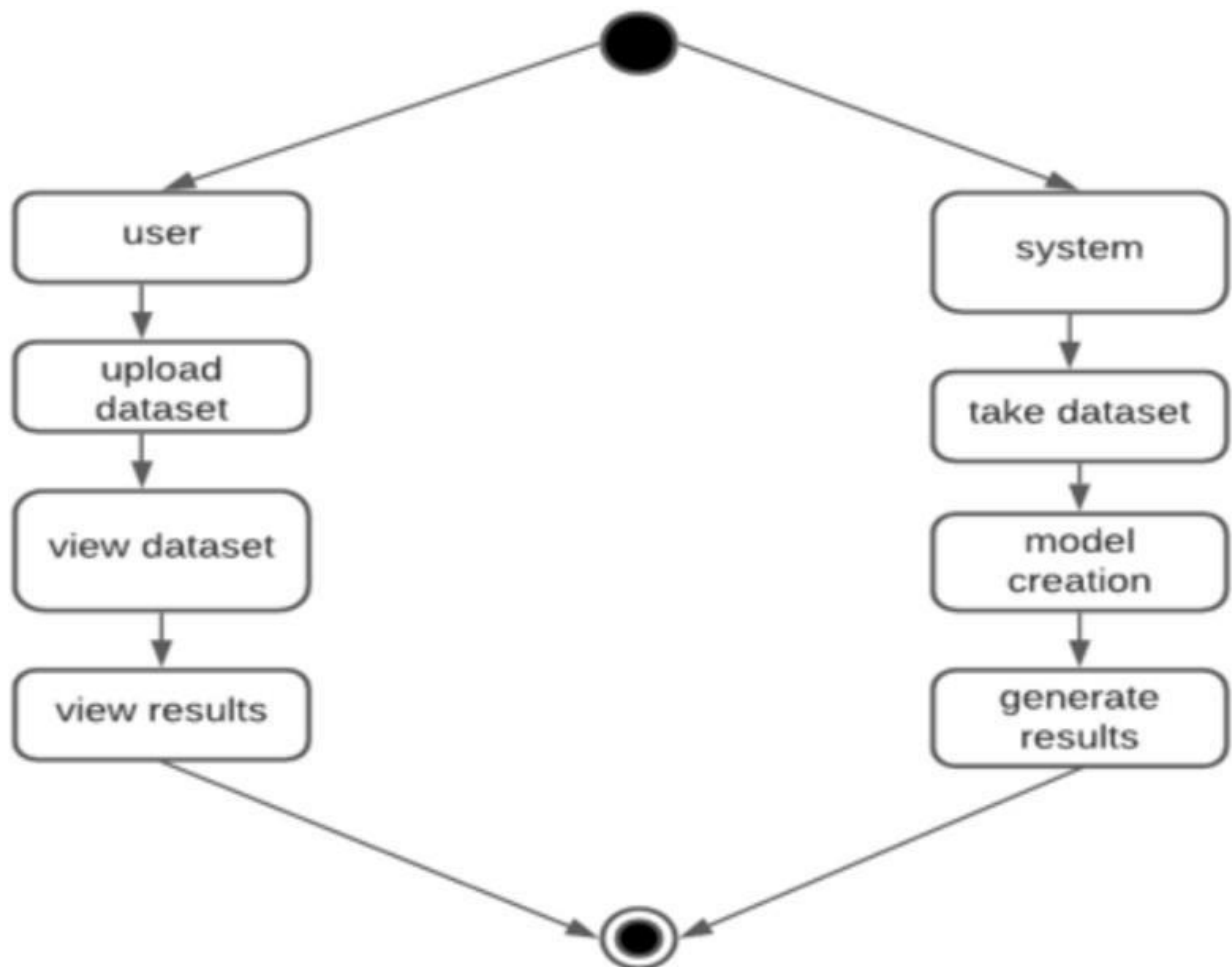 user
upload
dataset
view dataset
view results
system
take dataset
model
creation
generate
results